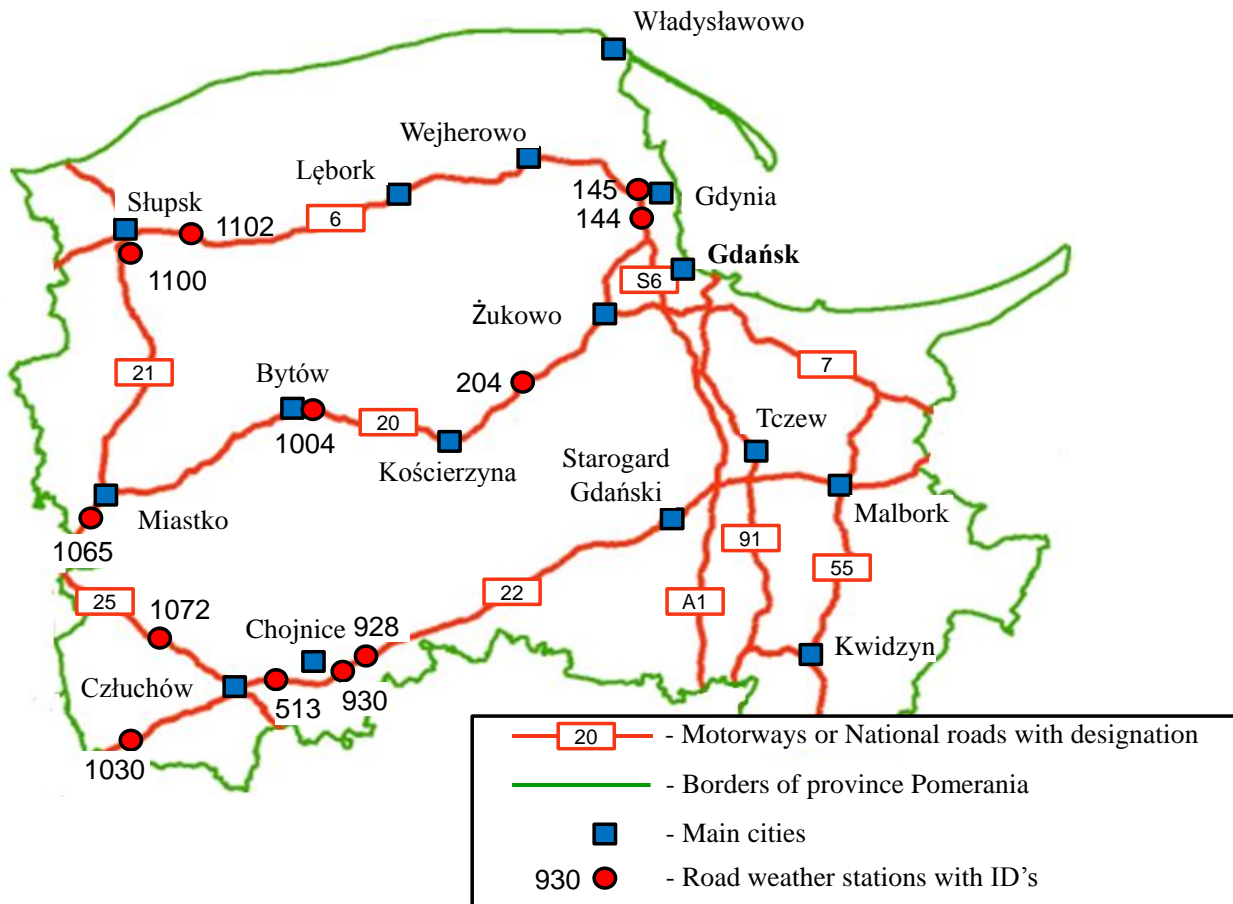 Władysławowo
Wejherowo
Lębork
145
Gdynia
Słupsk
1102
6
144
Gdańsk
1100
S6
Żukowo
21
Bytów
204
7
1004
20
Tczew
Kościerzyna
Starogard
Gdański
Miastko
Malbork
1065
91
55
25
1072
22
A1
Chojnice
928
Kwidzyn
Człuchów
513
930
1030
20 - Motorways or National roads with designation
- Borders of province Pomerania
- Main cities
930 - Road weather stations with ID's